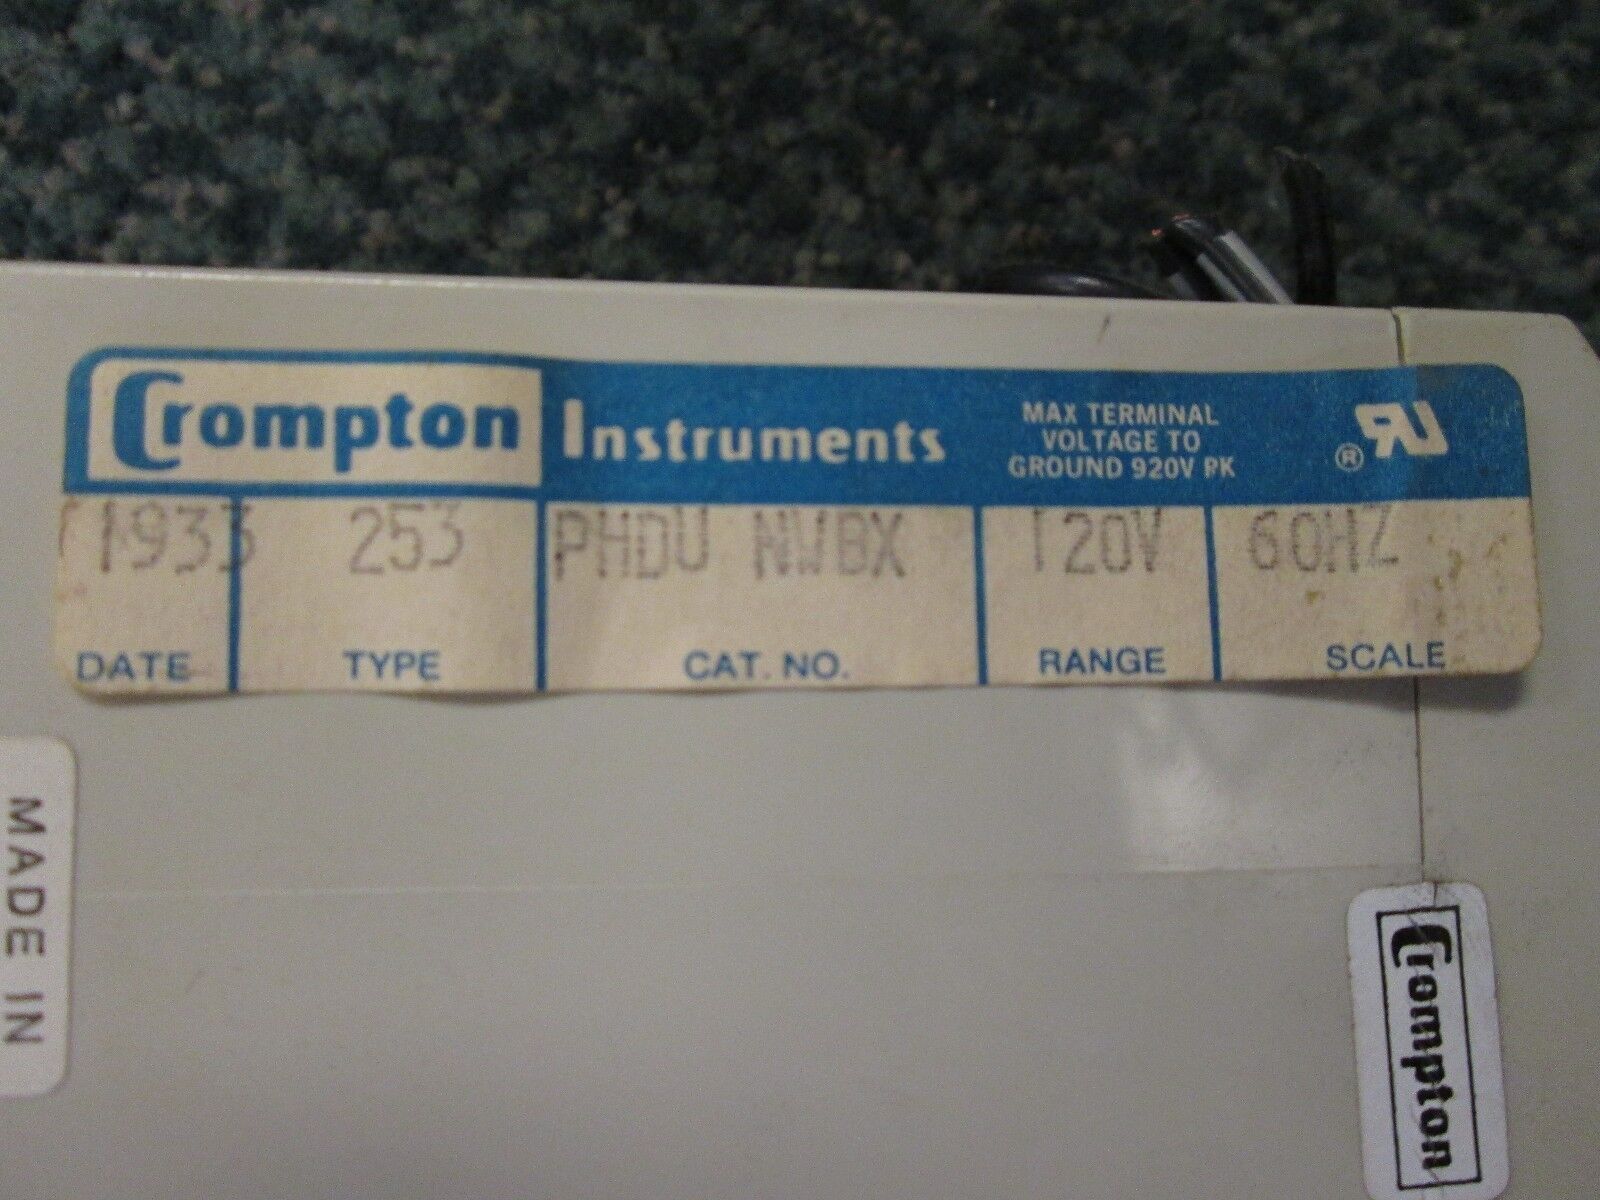 Crompton Instruments
MAX TERMINAL
VOLTAGE TO
GROUND 920V PK
®
RU
1933 253 PHDU NWBX 120V 60HZ
DATE TYPE CAT. NO. RANGE SCALE
MADE IN
Crompton